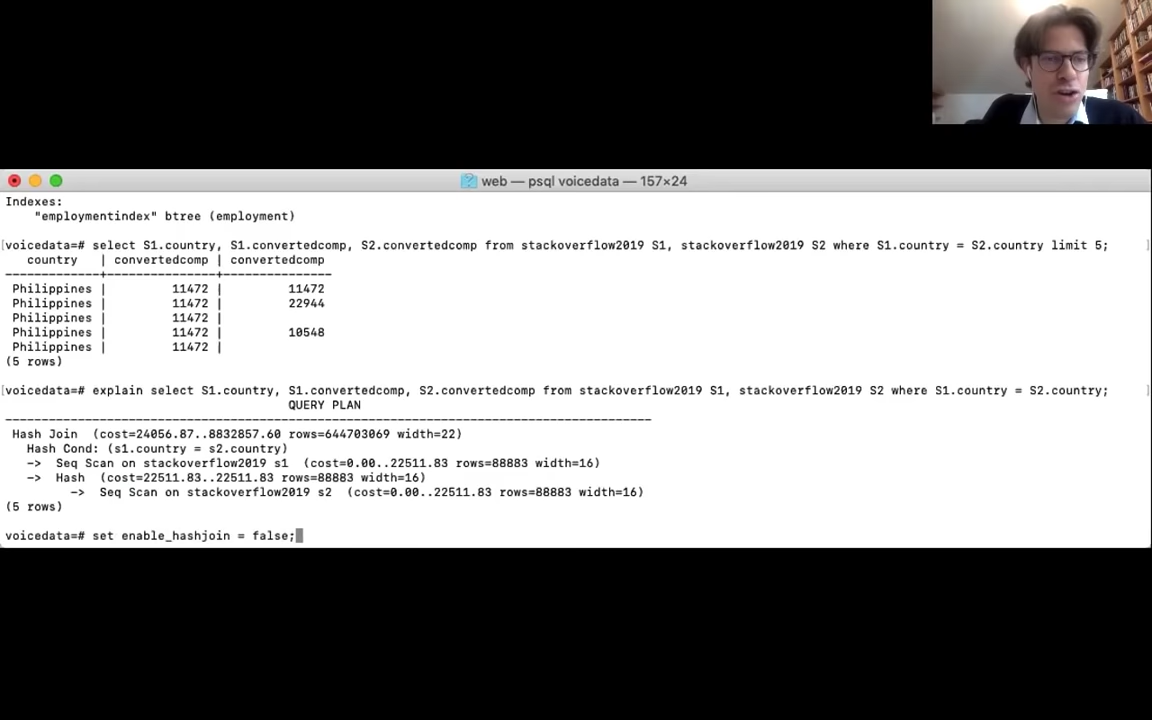 web — psql voicedata — 157×24
Indexes:
    "employmentindex" btree (employment)
[voicedata=# select S1.country, S1.convertedcomp, S2.convertedcomp from stackoverflow2019 S1, stackoverflow2019 S2 where S1.country = S2.country limit 5; ]
   country   | convertedcomp | convertedcomp
-------------+---------------+---------------
 Philippines |         11472 |         11472
 Philippines |         11472 |         22944
 Philippines |         11472 |
 Philippines |         11472 |         10548
 Philippines |         11472 |
(5 rows)
[voicedata=# explain select S1.country, S1.convertedcomp, S2.convertedcomp from stackoverflow2019 S1, stackoverflow2019 S2 where S1.country = S2.country; ]
QUERY PLAN
-----------------------------------------------------------------------------------------
 Hash Join  (cost=24056.87..8832857.60 rows=644703069 width=22)
   Hash Cond: (s1.country = s2.country)
   ->  Seq Scan on stackoverflow2019 s1  (cost=0.00..22511.83 rows=88883 width=16)
   ->  Hash  (cost=22511.83..22511.83 rows=88883 width=16)
         ->  Seq Scan on stackoverflow2019 s2  (cost=0.00..22511.83 rows=88883 width=16)
(5 rows)
voicedata=# set enable_hashjoin = false;